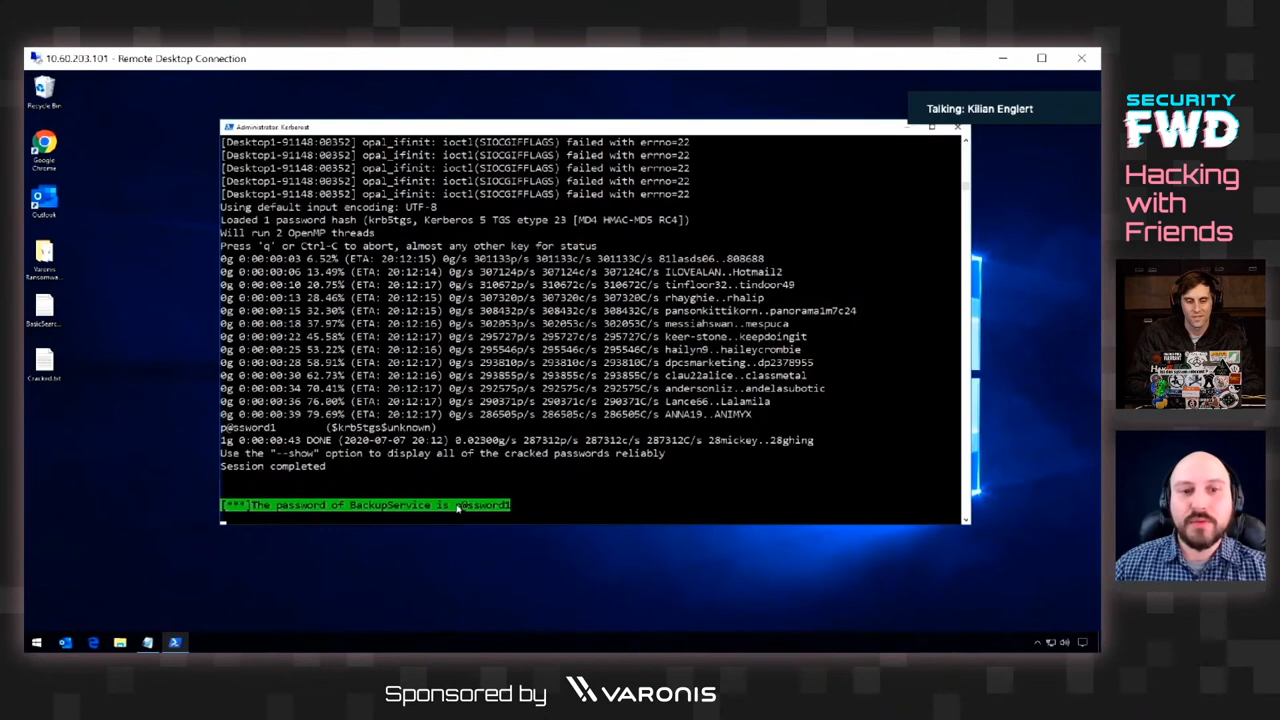 10.60.203.101 - Remote Desktop Connection
Talking: Kilian Englert
SECURITY
FWD
Hacking
with
Friends
Recycle Bin
Google
Chrome
Outlook
Varonis
Ransomwa...
BasicSearc...
Cracked.txt
Administrator: Kerberost
[Desktop1-91148:00352] opal_ifinit: ioctl(SIOCGIFFLAGS) failed with errno=22
[Desktop1-91148:00352] opal_ifinit: ioctl(SIOCGIFFLAGS) failed with errno=22
[Desktop1-91148:00352] opal_ifinit: ioctl(SIOCGIFFLAGS) failed with errno=22
[Desktop1-91148:00352] opal_ifinit: ioctl(SIOCGIFFLAGS) failed with errno=22
[Desktop1-91148:00352] opal_ifinit: ioctl(SIOCGIFFLAGS) failed with errno=22
Using default input encoding: UTF-8
Loaded 1 password hash (krb5tgs, Kerberos 5 TGS etype 23 [MD4 HMAC-MD5 RC4])
Will run 2 OpenMP threads
Press 'q' or Ctrl-C to abort, almost any other key for status
0g 0:00:00:03 6.52% (ETA: 20:12:15) 0g/s 301133p/s 301133c/s 301133C/s 81lasds06..808688
0g 0:00:00:06 13.49% (ETA: 20:12:14) 0g/s 307124p/s 307124c/s 307124C/s ILOVEALAN..Hotmail2
0g 0:00:00:10 20.75% (ETA: 20:12:17) 0g/s 310672p/s 310672c/s 310672C/s tinfloor32..tindoor49
0g 0:00:00:13 28.46% (ETA: 20:12:15) 0g/s 307320p/s 307320c/s 307320C/s rhayghie..rhalip
0g 0:00:00:15 32.30% (ETA: 20:12:15) 0g/s 308432p/s 308432c/s 308432C/s pansonkittikorn..panorama1m7c24
0g 0:00:00:18 37.97% (ETA: 20:12:16) 0g/s 302053p/s 302053c/s 302053C/s messiahswan..mespuca
0g 0:00:00:22 45.58% (ETA: 20:12:17) 0g/s 295727p/s 295727c/s 295727C/s keer-stone..keepdoingit
0g 0:00:00:25 53.22% (ETA: 20:12:16) 0g/s 295546p/s 295546c/s 295546C/s hailyn9..haileycrombie
0g 0:00:00:28 58.91% (ETA: 20:12:16) 0g/s 293810p/s 293810c/s 293810C/s dpcsmarketing..dp2378955
0g 0:00:00:30 62.73% (ETA: 20:12:16) 0g/s 293855p/s 293855c/s 293855C/s clau22alice..classmetal
0g 0:00:00:34 70.41% (ETA: 20:12:17) 0g/s 292575p/s 292575c/s 292575C/s andersonliz..andelasubotic
0g 0:00:00:36 76.00% (ETA: 20:12:17) 0g/s 290371p/s 290371c/s 290371C/s Lance66..Lalamila
0g 0:00:00:39 79.69% (ETA: 20:12:17) 0g/s 286505p/s 286505c/s 286505C/s ANNA19..ANIMYX
p@ssword1 ($krb5tgs$unknown)
1g 0:00:00:43 DONE (2020-07-07 20:12) 0.02300g/s 287312p/s 287312c/s 287312C/s 28mickey..28ghing
Use the "--show" option to display all of the cracked passwords reliably
Session completed
[***]The password of BackupService is p@ssword1
Sponsored by VARONIS